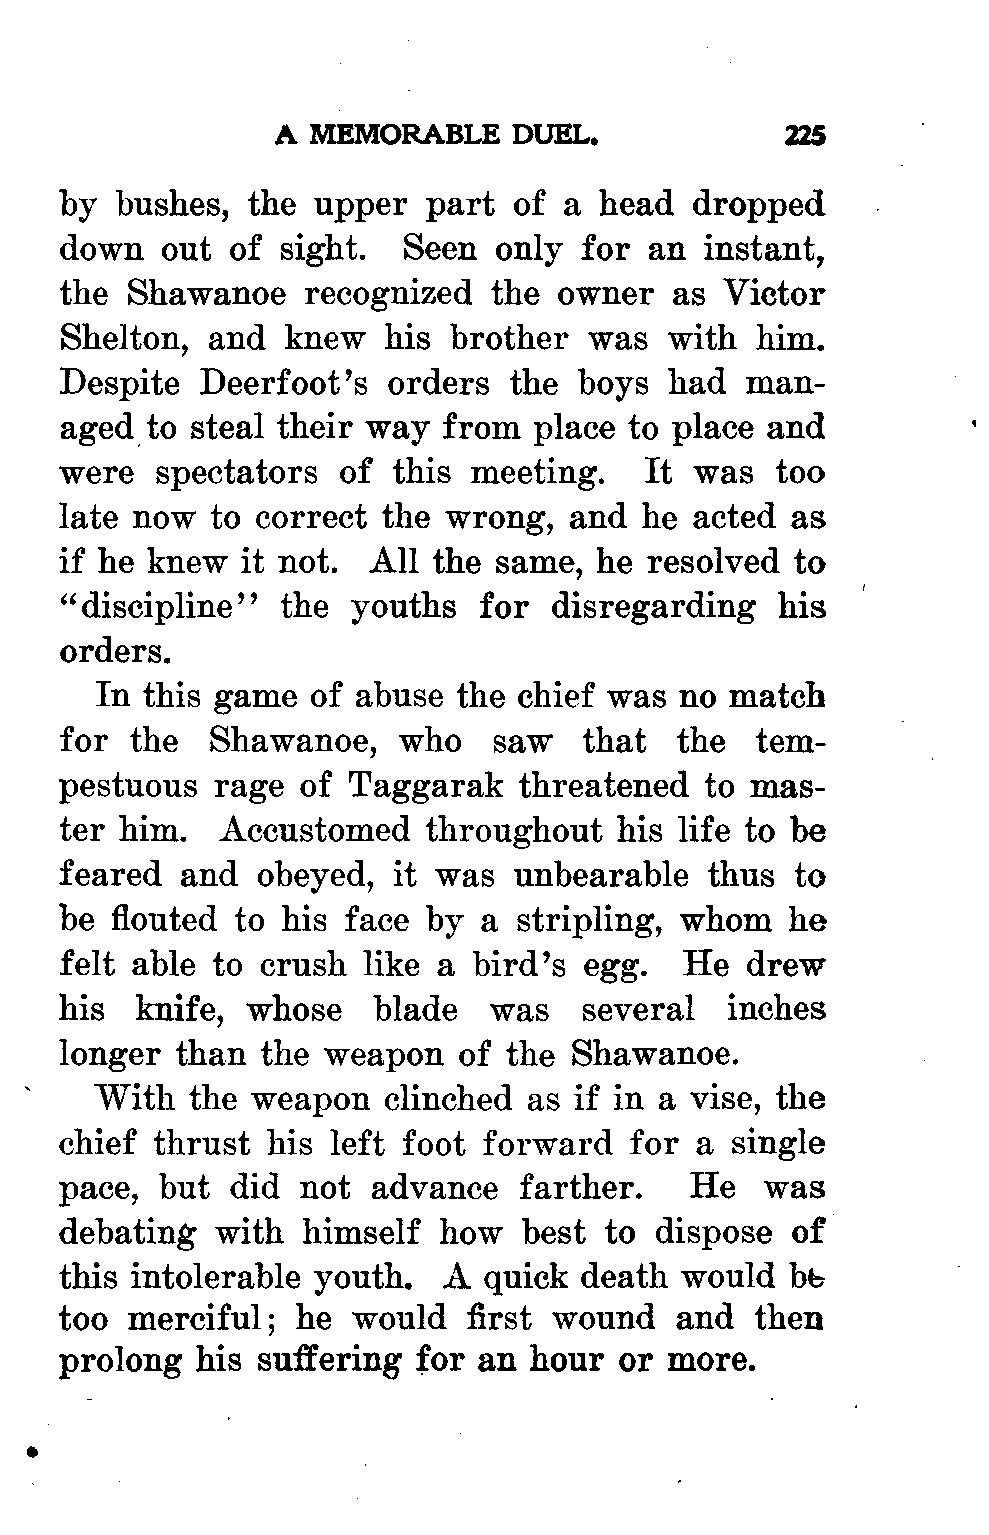 A MEMORABLE DUEL. 225
by bushes, the upper part of a head dropped
down out of sight. Seen only for an instant,
the Shawanoe recognized the owner as Victor
Shelton, and knew his brother was with him.
Despite Deerfoot's orders the boys had man-
aged to steal their way from place to place and
were spectators of this meeting. It was too
late now to correct the wrong, and he acted as
if he knew it not. All the same, he resolved to
“discipline’’ the youths for disregarding his
orders.
In this game of abuse the chief was no match
for the Shawanoe, who saw that the tem-
pestuous rage of Taggarak threatened to mas-
ter him. Accustomed throughout his life to be
feared and obeyed, it was unbearable thus to
be flouted to his face by a stripling, whom he
felt able to crush like a bird's egg. He drew
his knife, whose blade was several inches
longer than the weapon of the Shawanoe.
With the weapon clinched as if in a vise, the
chief thrust his left foot forward for a single
pace, but did not advance farther. He was
debating with himself how best to dispose of
this intolerable youth. A quick death would be
too merciful; he would first wound and then
prolong his suffering for an hour or more.